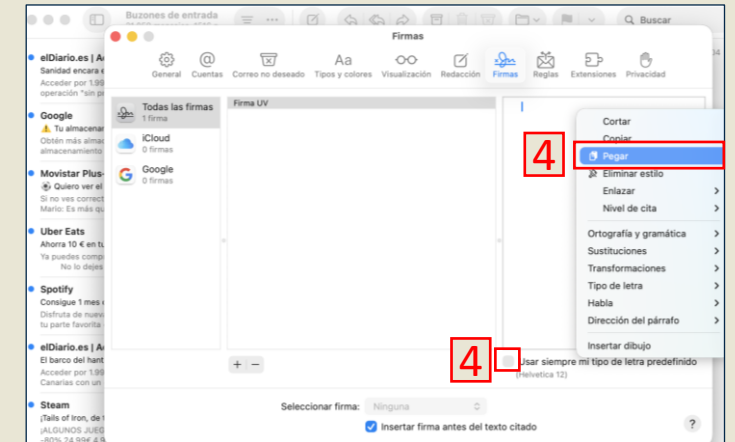 Buzones de entrada
Buscar
Firmas
General
Cuentas
Correo no deseado
Tipos y colores
Visualización
Redacción
Firmas
Reglas
Extensiones
Privacidad
elDiario.es | A
Sanidad encara e
Acceder por 1.99
operación "sin p
Google
Tu almacenar
Obtén más almac
almacenamiento
Movistar Plus
Quiero ver el
Si no ves correct
Mario: Es más qu
Uber Eats
Ahorra 10 € en tu
Ya puedes comp
No lo dejes
Spotify
Consigue 1 mes
Disfruta de nuev
tu parte favorita
elDiario.es | A
El barco del hant
Acceder por 1.99
Canarias con un
Steam
¡Tails of Iron, de
¡ALGUNOS JUEG
-80% 24,99€ 4,9
Todas las firmas
1 firma
iCloud
0 firmas
Google
0 firmas
Firma UV
+ −
4
Cortar
Copiar
Pegar
Eliminar estilo
Enlazar
Nivel de cita
Ortografía y gramática
Sustituciones
Transformaciones
Tipo de letra
Habla
Dirección del párrafo
Insertar dibujo
4
Usar siempre mi tipo de letra predefinido
(Helvetica 12)
Seleccionar firma: Ninguna
Insertar firma antes del texto citado
?